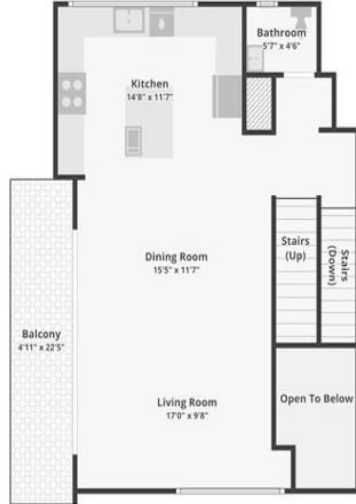 Bathroom
5'7" x 4'6"
Kitchen
14'8" x 11'7"
Stairs
(Up)
Stairs
(Down)
Dining Room
15'5" x 11'7"
Balcony
4'11" x 22'5"
Living Room
17'0" x 9'8"
Open To Below